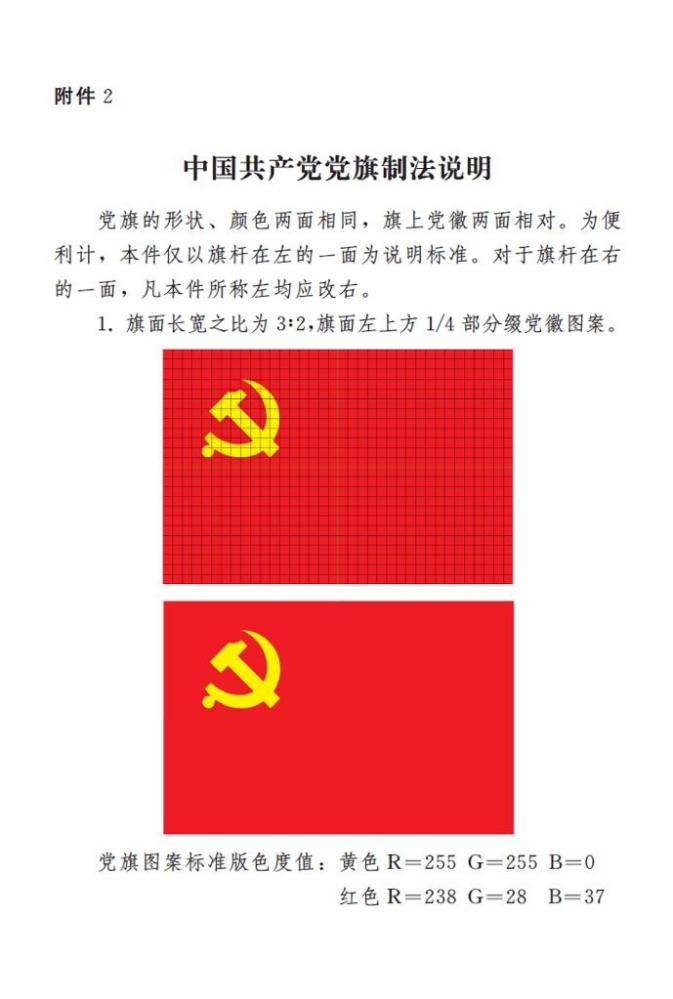 附件 2
中国共产党党旗制法说明
党旗的形状、颜色两面相同，旗上党徽两面相对。为便
利计，本件仅以旗杆在左的一面为说明标准。对于旗杆在右
的一面，凡本件所称左均应改右。
1. 旗面长宽之比为 3∶2,旗面左上方 1/4 部分缀党徽图案。
党旗图案标准版色度值：黄色 R＝255 G＝255 B＝0
红色 R＝238 G＝28 B＝37